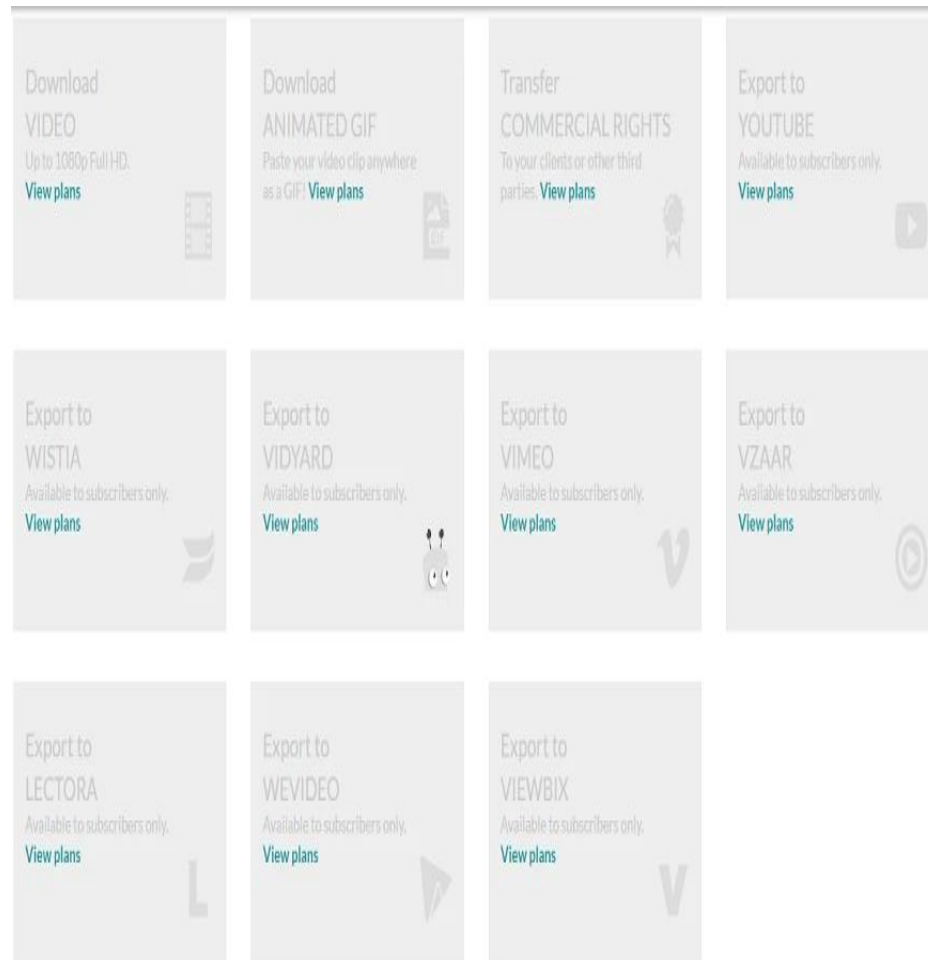 Download
VIDEO
Up to 1080p Full HD.
View plans
Download
ANIMATED GIF
Paste your video clip anywhere
as a GIF! View plans
GIF
Transfer
COMMERCIAL RIGHTS
To your clients or other third
parties. View plans
Export to
YOUTUBE
Available to subscribers only.
View plans
Export to
WISTIA
Available to subscribers only.
View plans
Export to
VIDYARD
Available to subscribers only.
View plans
Export to
VIMEO
Available to subscribers only.
View plans
Export to
VZAAR
Available to subscribers only.
View plans
Export to
LECTORA
Available to subscribers only.
View plans
L
Export to
WEVIDEO
Available to subscribers only.
View plans
Export to
VIEWBIX
Available to subscribers only.
View plans
V